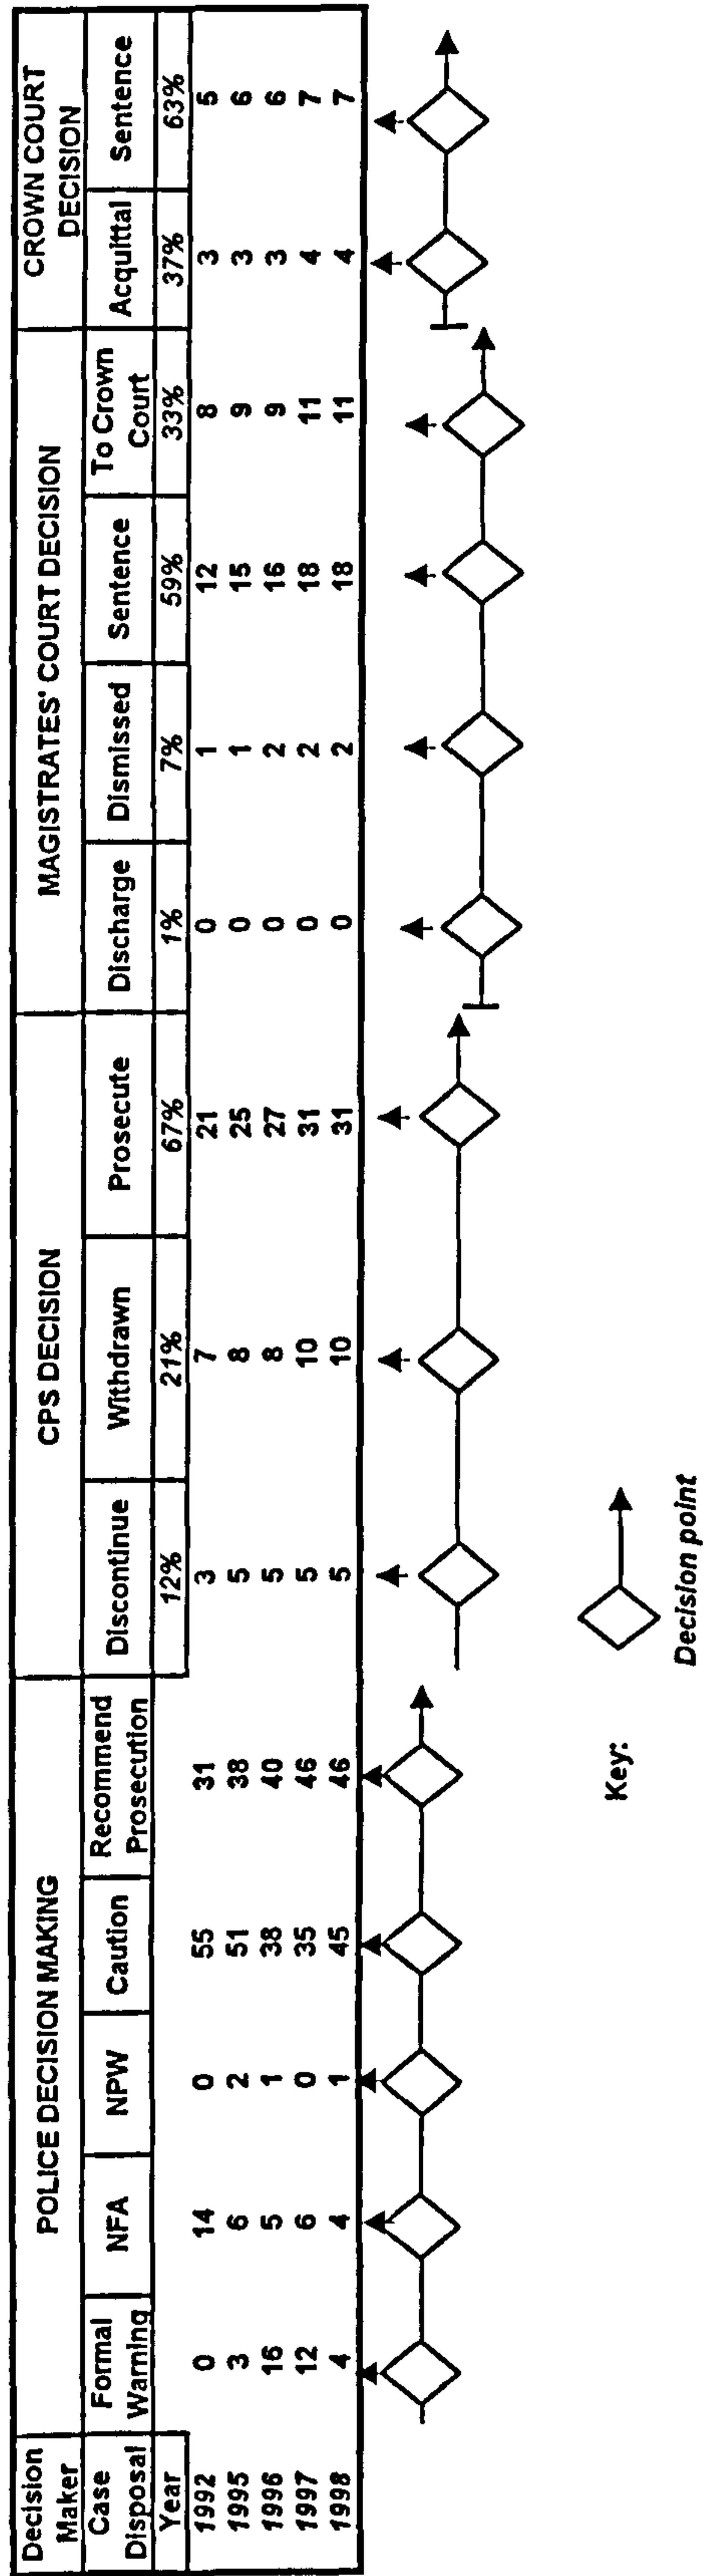 Decision Maker POLICE DECISION MAKING CPS DECISION MAGISTRATES' COURT DECISION CROWN COURT DECISION
Case Disposal Formal Warning NFA NPW Caution Recommend Prosecution Discontinue Withdrawn Prosecute Discharge Dismissed Sentence To Crown Court Acquittal Sentence
Year 12% 21% 67% 1% 7% 59% 33% 37% 63%
1992 0 14 0 55 31 3 7 21 0 1 12 8 3 5
1995 3 6 2 51 38 5 8 25 0 1 15 9 3 6
1996 16 5 1 38 40 5 8 27 0 2 16 9 3 6
1997 12 6 0 35 46 5 10 31 0 2 18 11 4 7
1998 4 4 1 45 46 5 10 31 0 2 18 11 4 7
Key:
Decision point